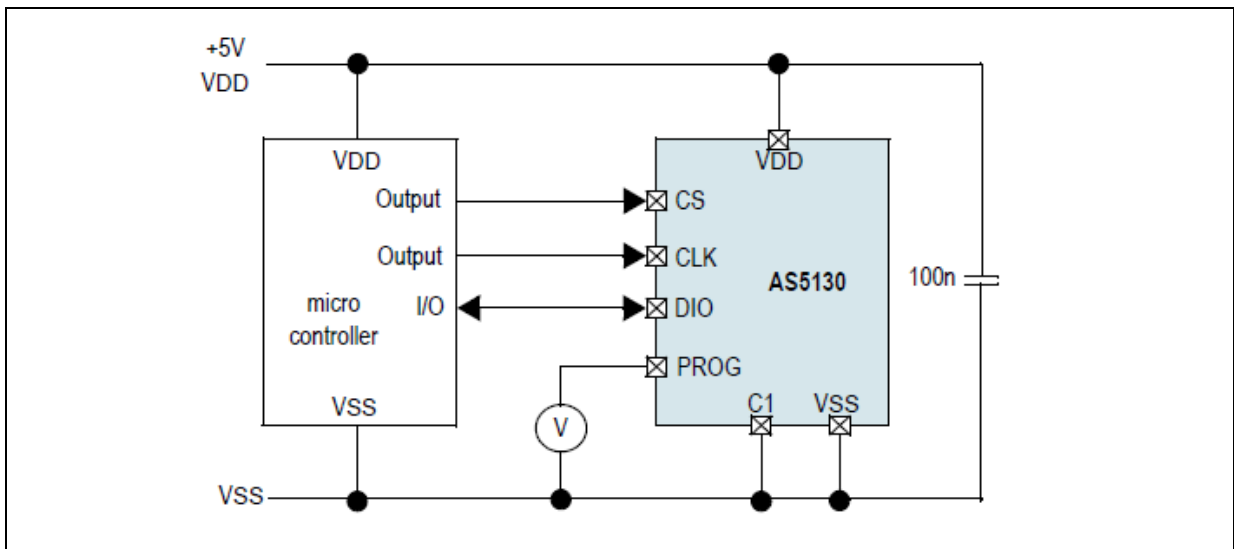 +5V
VDD
VDD
VDD
Output
CS
Output
CLK
AS5130
100n
micro
controller
I/O
DIO
PROG
VSS
C1
VSS
V
VSS